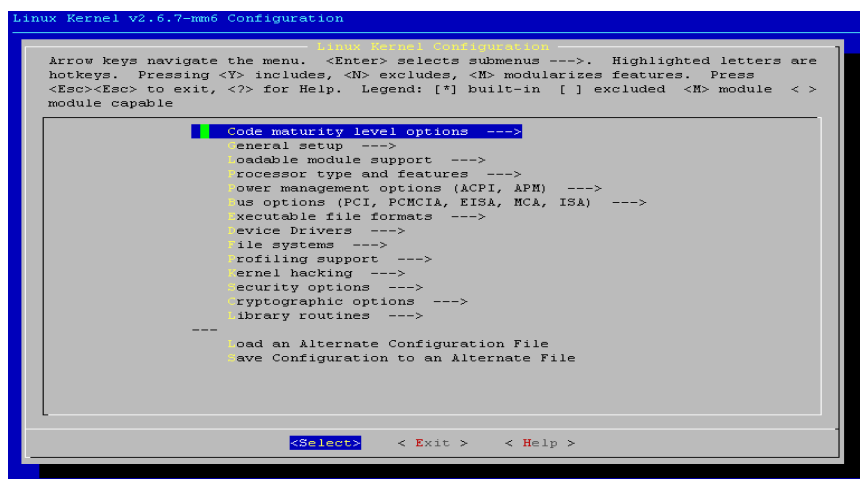 Linux Kernel v2.6.7-mm6 Configuration
Linux Kernel Configuration
Arrow keys navigate the menu.  <Enter> selects submenus --->.  Highlighted letters are
hotkeys.  Pressing <Y> includes, <N> excludes, <M> modularizes features.  Press
<Esc><Esc> to exit, <?> for Help.  Legend: [*] built-in  [ ] excluded  <M> module  < >
module capable
Code maturity level options  --->
General setup  --->
Loadable module support  --->
Processor type and features  --->
Power management options (ACPI, APM)  --->
Bus options (PCI, PCMCIA, EISA, MCA, ISA)  --->
Executable file formats  --->
Device Drivers  --->
File systems  --->
Profiling support  --->
Kernel hacking  --->
Security options  --->
Cryptographic options  --->
Library routines  --->
---
Load an Alternate Configuration File
Save Configuration to an Alternate File
<Select>    < Exit >    < Help >